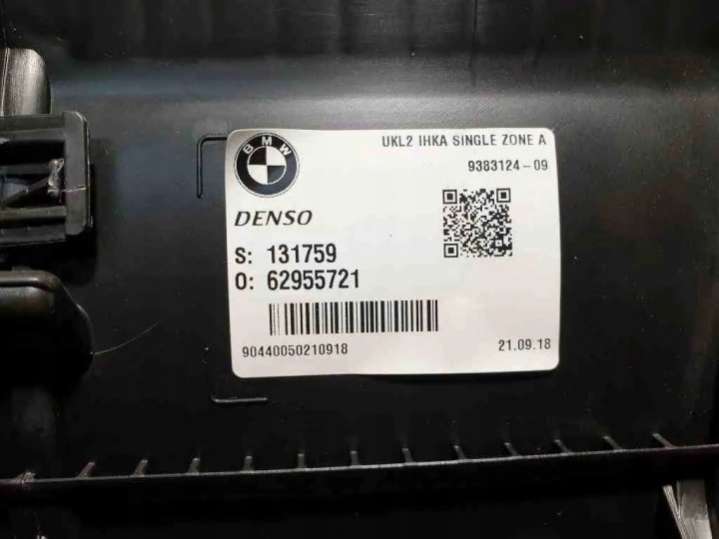 BMW
UKL2 IHKA SINGLE ZONE A
9383124-09
DENSO
S: 131759
O: 62955721
90440050210918
21.09.18